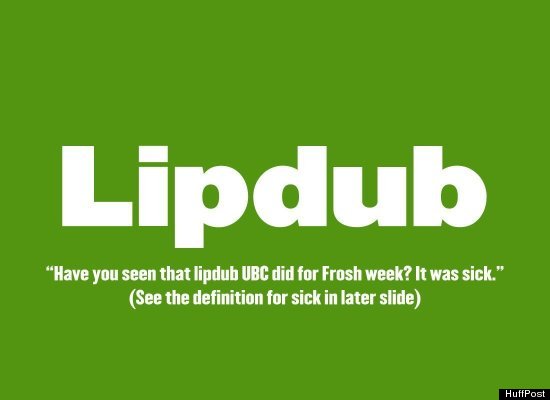 Lipdub
“Have you seen that lipdub UBC did for Frosh week? It was sick.”
(See the definition for sick in later slide)
HuffPost